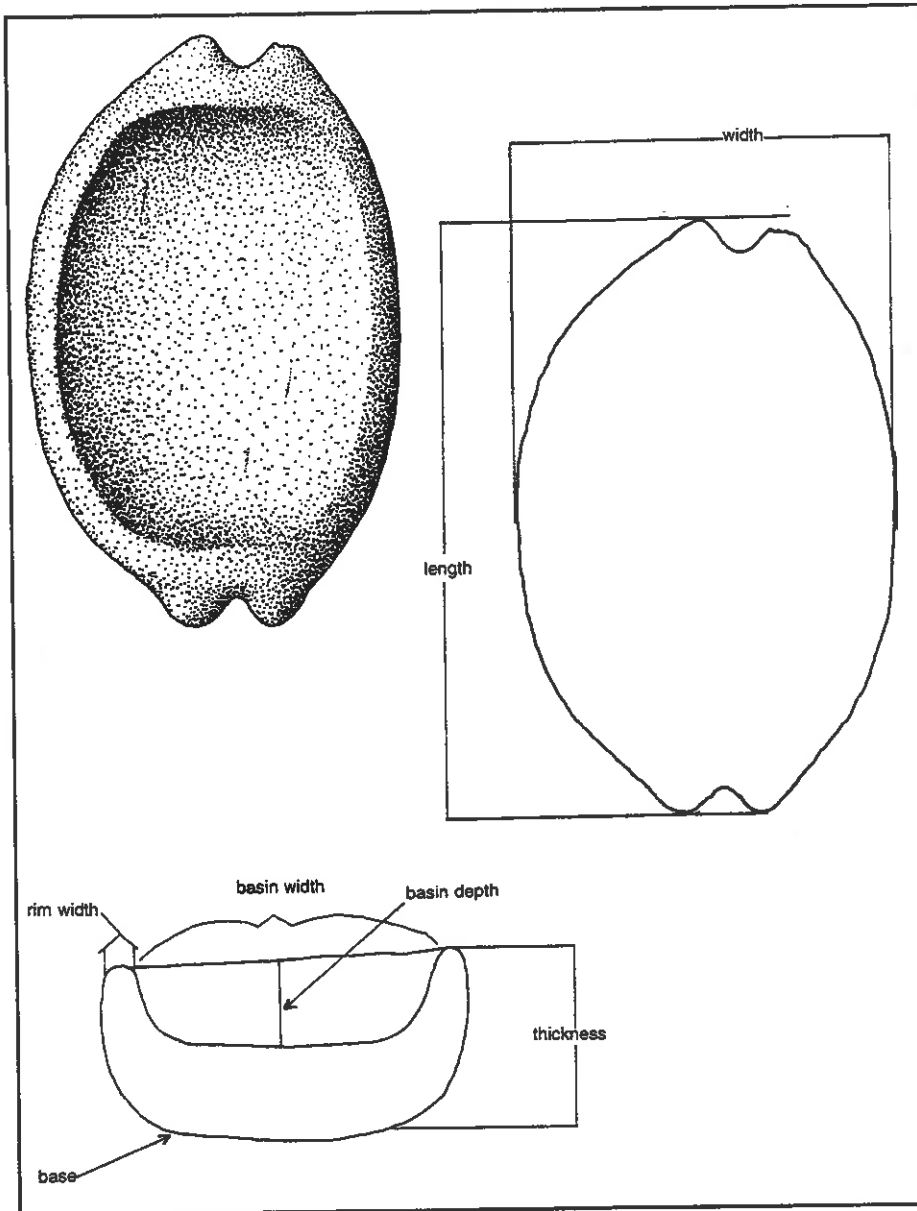 width
length
basin width
basin depth
rim width
thickness
base